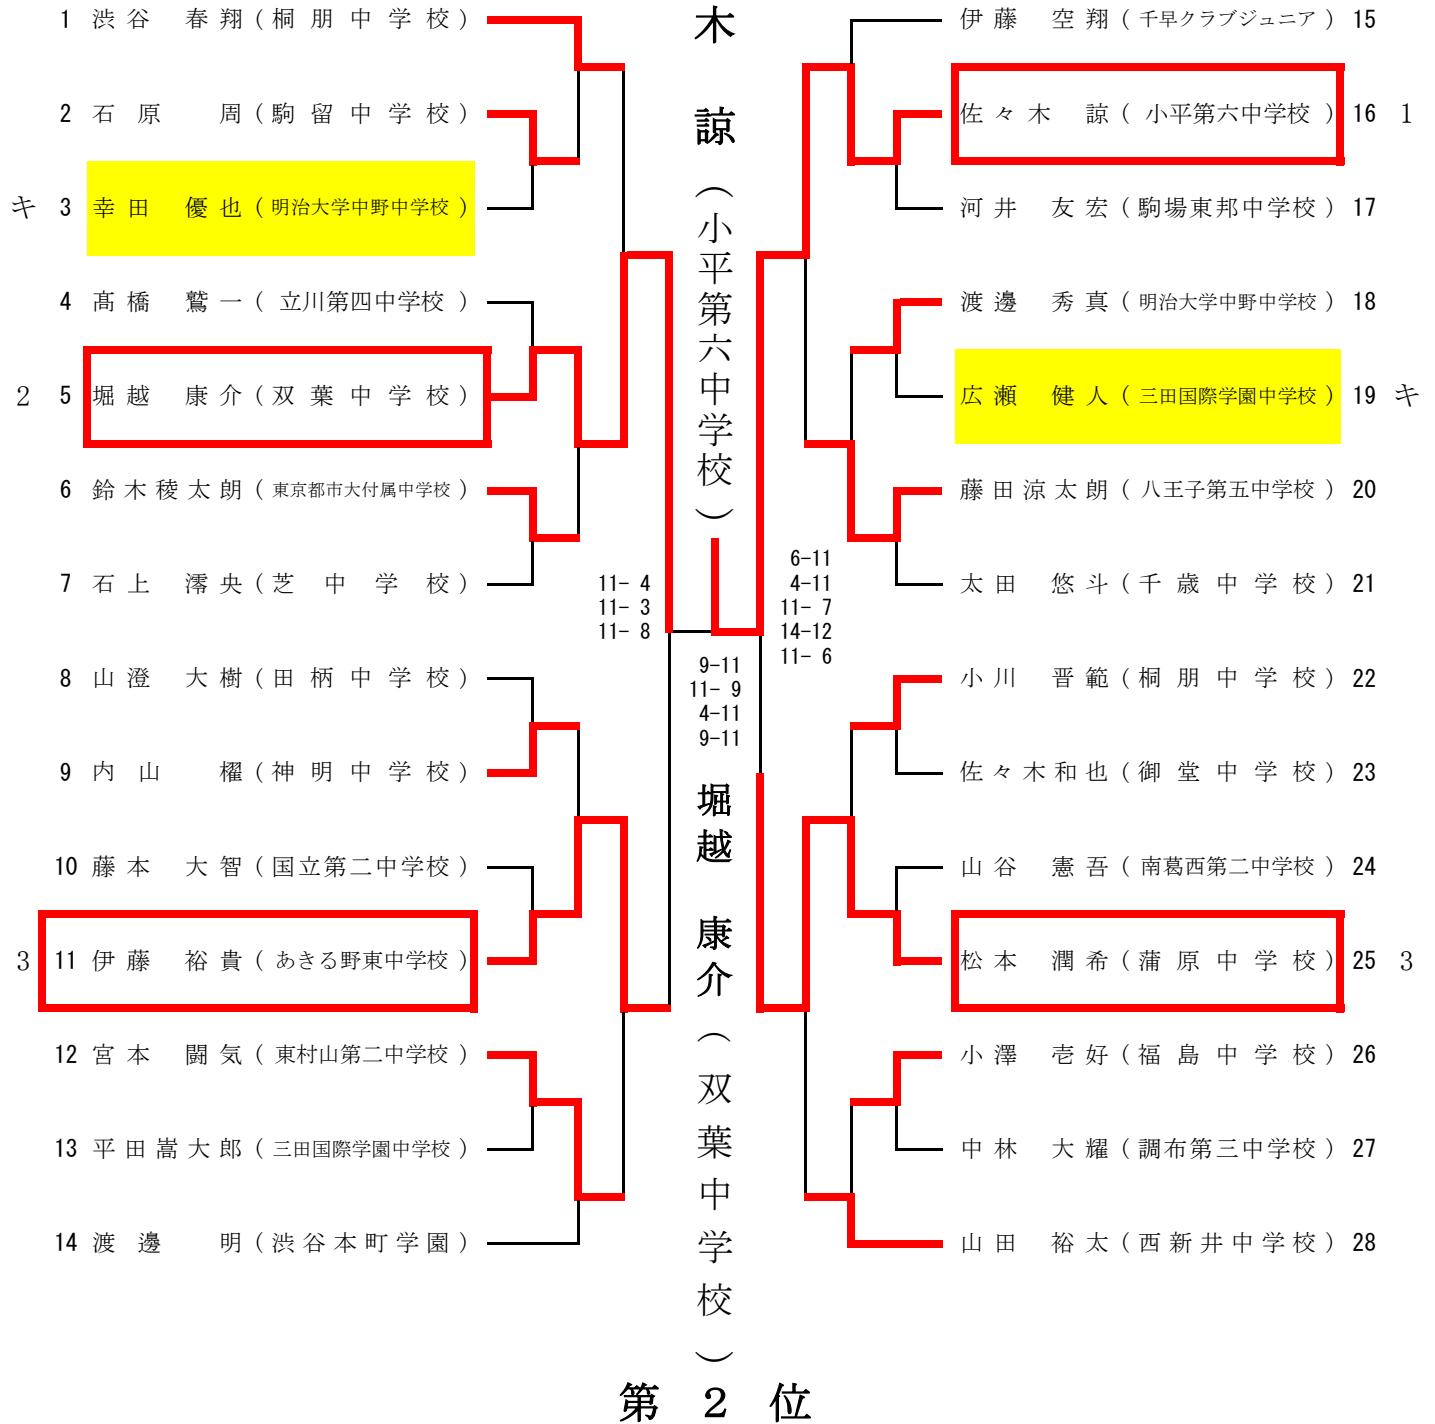 1 渋谷 春翔 (桐朋中学校)
2 石原 周 (駒留中学校)
キ 3 幸田 優也 (明治大学中野中学校)
4 髙橋 鷲一 (立川第四中学校)
2 5 堀越 康介 (双葉中学校)
6 鈴木稜太朗 (東京都市大付属中学校)
7 石上 澪央 (芝中学校)
8 山澄 大樹 (田柄中学校)
9 内山 櫂 (神明中学校)
10 藤本 大智 (国立第二中学校)
3 11 伊藤 裕貴 (あきる野東中学校)
12 宮本 闘気 (東村山第二中学校)
13 平田嵩大郎 (三田国際学園中学校)
14 渡邊 明 (渋谷本町学園)
木 諒 (小平第六中学校)
11- 4
11- 3
11- 8
6-11
4-11
11- 7
14-12
11- 6
9-11
11- 9
4-11
9-11
堀越 康介 (双葉中学校)
第2位
伊藤 空翔 (千早クラブジュニア) 15
佐々木 諒 (小平第六中学校) 16 1
河井 友宏 (駒場東邦中学校) 17
渡邊 秀真 (明治大学中野中学校) 18
広瀬 健人 (三田国際学園中学校) 19 キ
藤田涼太朗 (八王子第五中学校) 20
太田 悠斗 (千歳中学校) 21
小川 晋範 (桐朋中学校) 22
佐々木和也 (御堂中学校) 23
山谷 憲吾 (南葛西第二中学校) 24
松本 潤希 (蒲原中学校) 25 3
小澤 壱好 (福島中学校) 26
中林 大耀 (調布第三中学校) 27
山田 裕太 (西新井中学校) 28